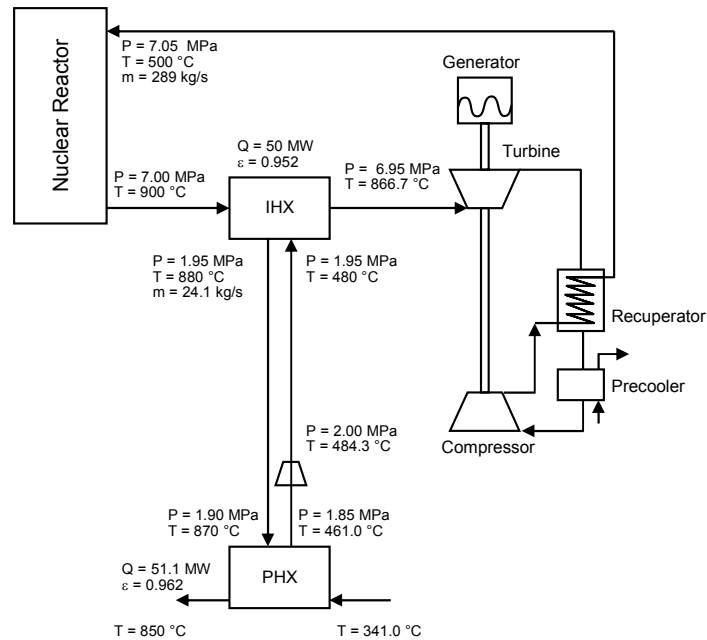 P = 7.05 MPa
T = 500 °C
m = 289 kg/s
Nuclear Reactor
Generator
Q = 50 MW
ε = 0.952
Turbine
P = 7.00 MPa
T = 900 °C
P = 6.95 MPa
T = 866.7 °C
IHX
P = 1.95 MPa
T = 880 °C
m = 24.1 kg/s
P = 1.95 MPa
T = 480 °C
Recuperator
Precooler
P = 2.00 MPa
T = 484.3 °C
Compressor
P = 1.90 MPa
T = 870 °C
P = 1.85 MPa
T = 461.0 °C
Q = 51.1 MW
ε = 0.962
PHX
T = 850 °C
T = 341.0 °C